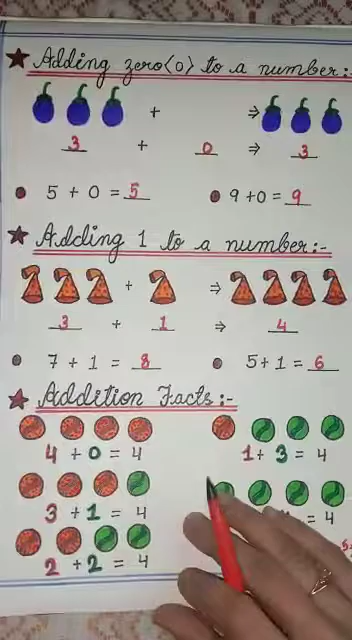 Adding zero(0) to a number:
+ ⇒
3 + 0 ⇒ 3
5 + 0 = 5 9 + 0 = 9
Adding 1 to a number:-
+ ⇒
3 + 1 ⇒ 4
7 + 1 = 8 5 + 1 = 6
Addition Facts:-
4 + 0 = 4 1 + 3 = 4
3 + 1 = 4 = 4
2 + 2 = 4